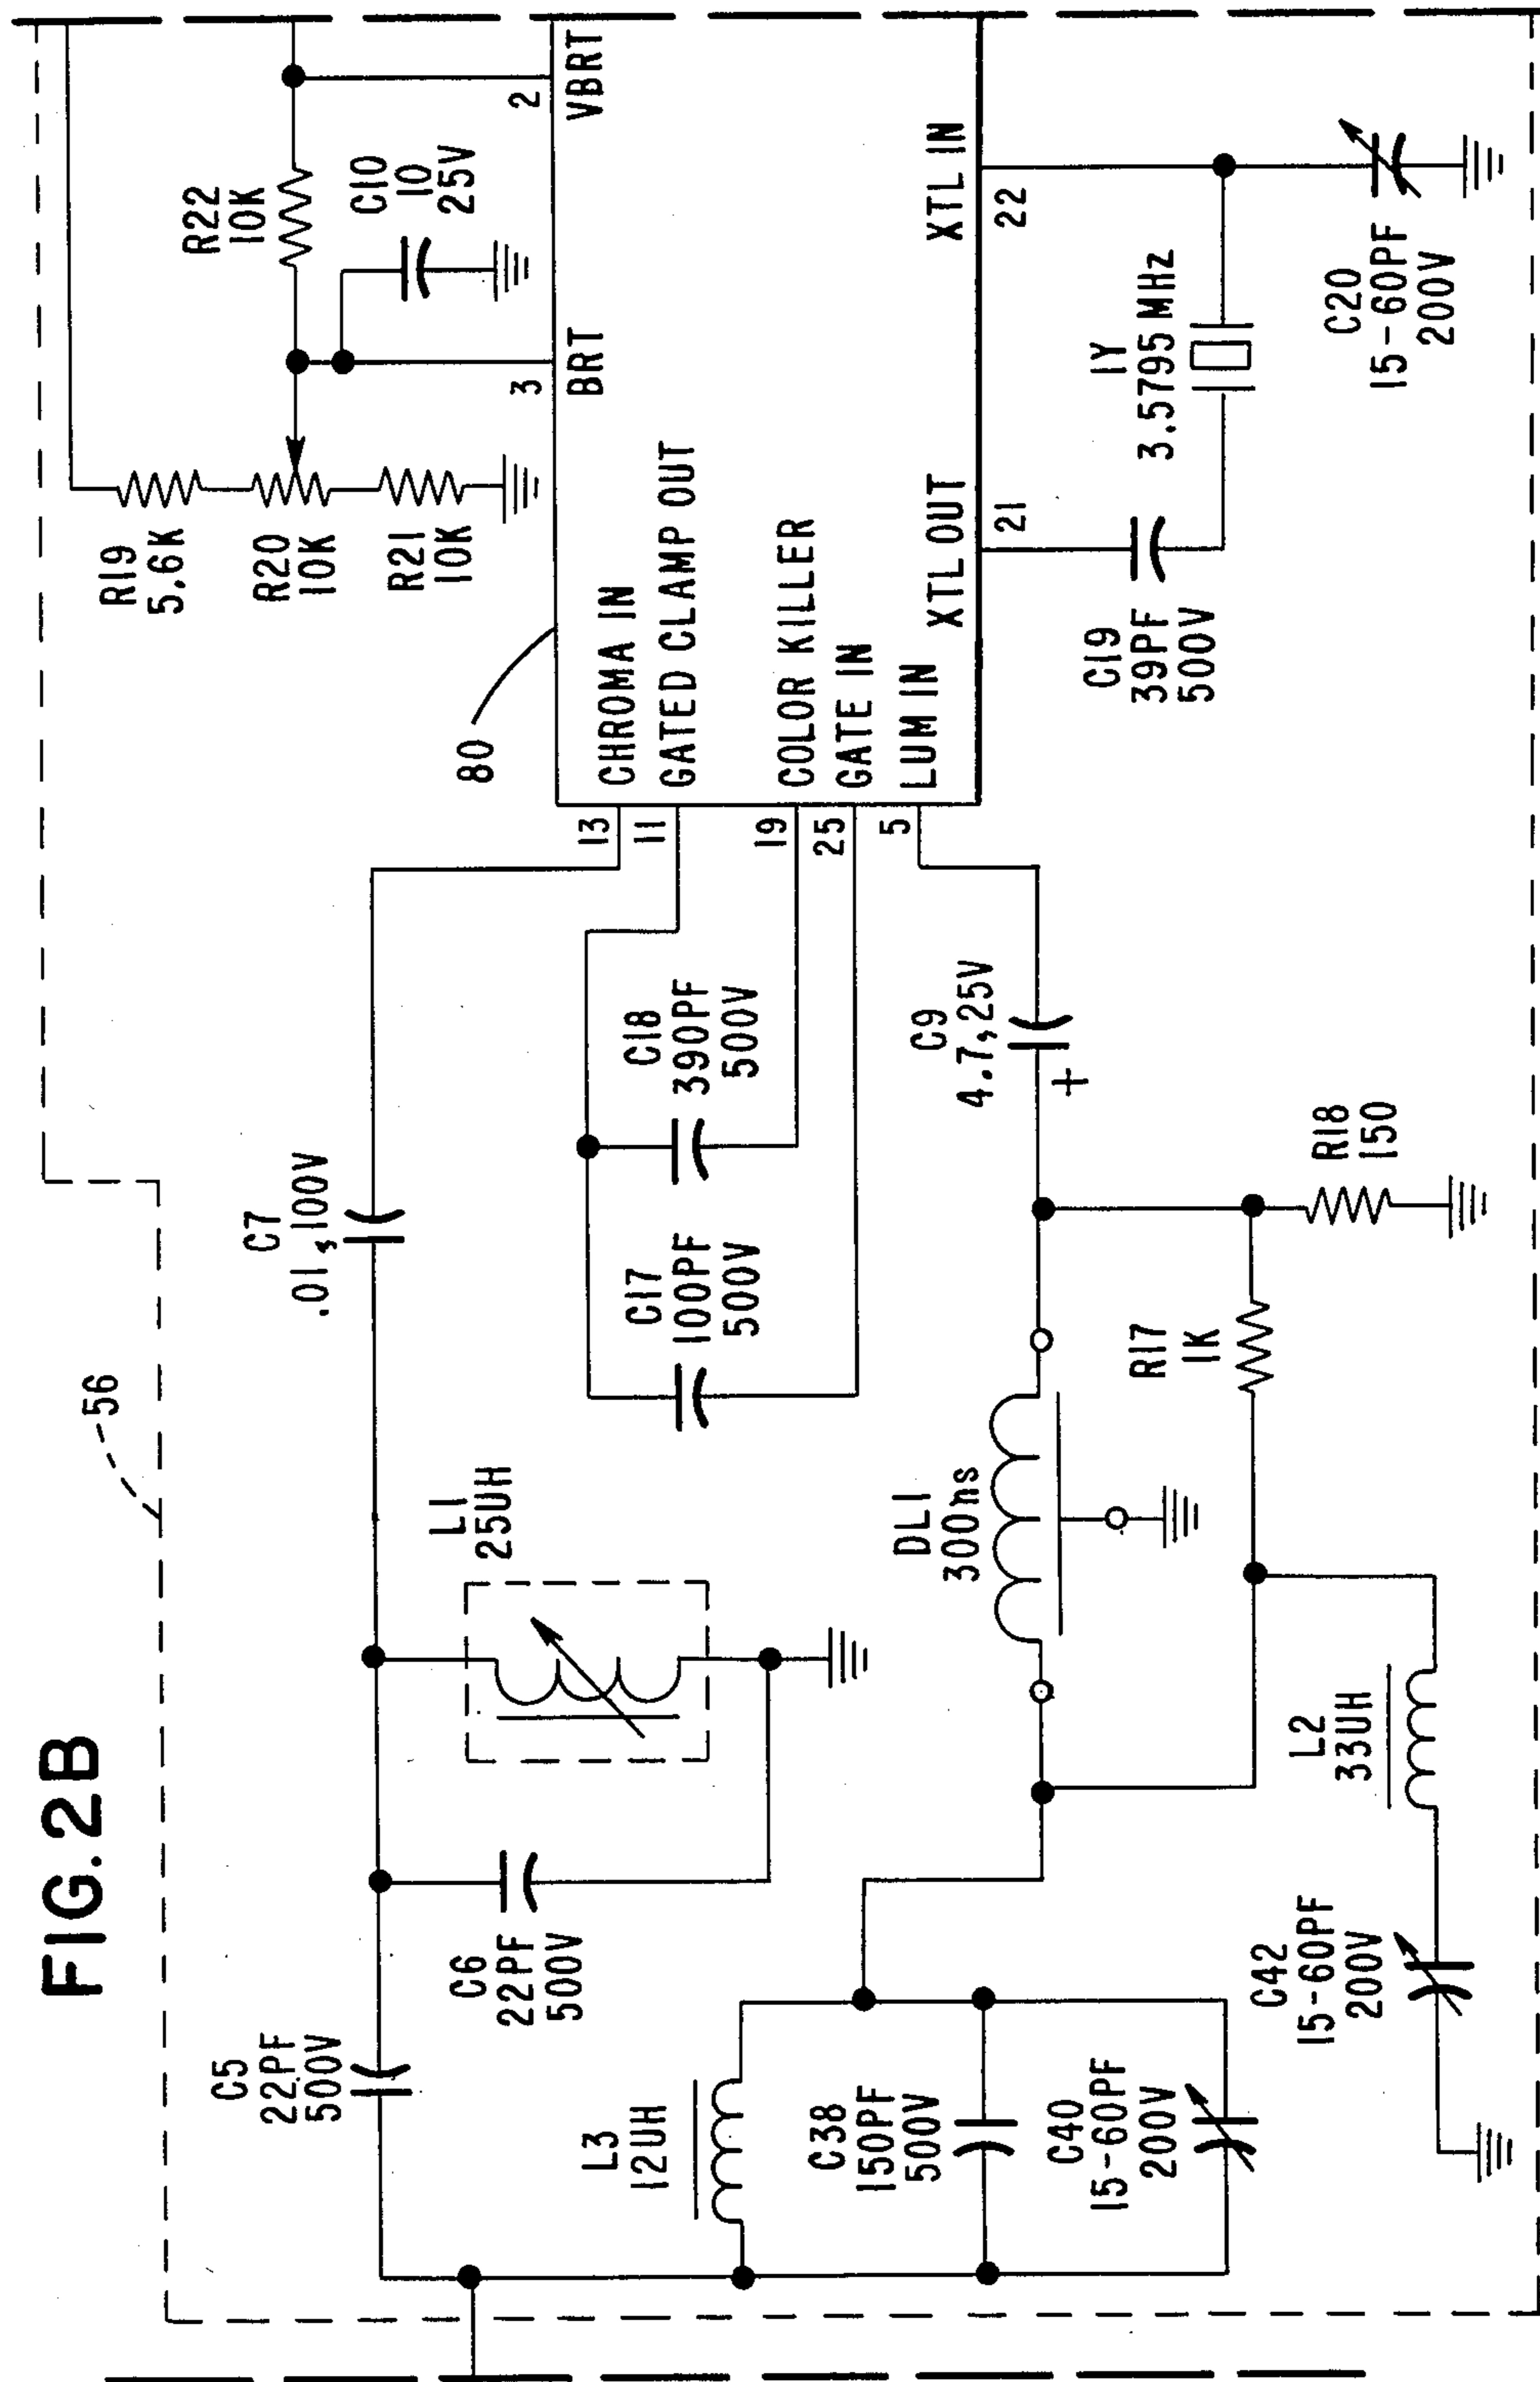 FIG. 2B
56
C5
22PF
500V
C6
22PF
500V
L1
25UH
C7
.01, 100V
L3
12UH
C38
150PF
500V
C40
15-60PF
200V
C42
15-60PF
200V
L2
33UH
DL1
300ns
R17
1K
R18
150
C17
100PF
500V
C18
390PF
500V
C9
4.7, 25V
+
13
11
19
25
5
80
CHROMA IN
GATED CLAMP OUT
COLOR KILLER
GATE IN
LUM IN
R19
5.6K
R20
10K
R21
10K
R22
10K
C10
10
25V
3
BRT
2
VBRT
XTL OUT
21
XTL IN
22
C19
39PF
500V
1Y
3.5795 MHz
C20
15-60PF
200V